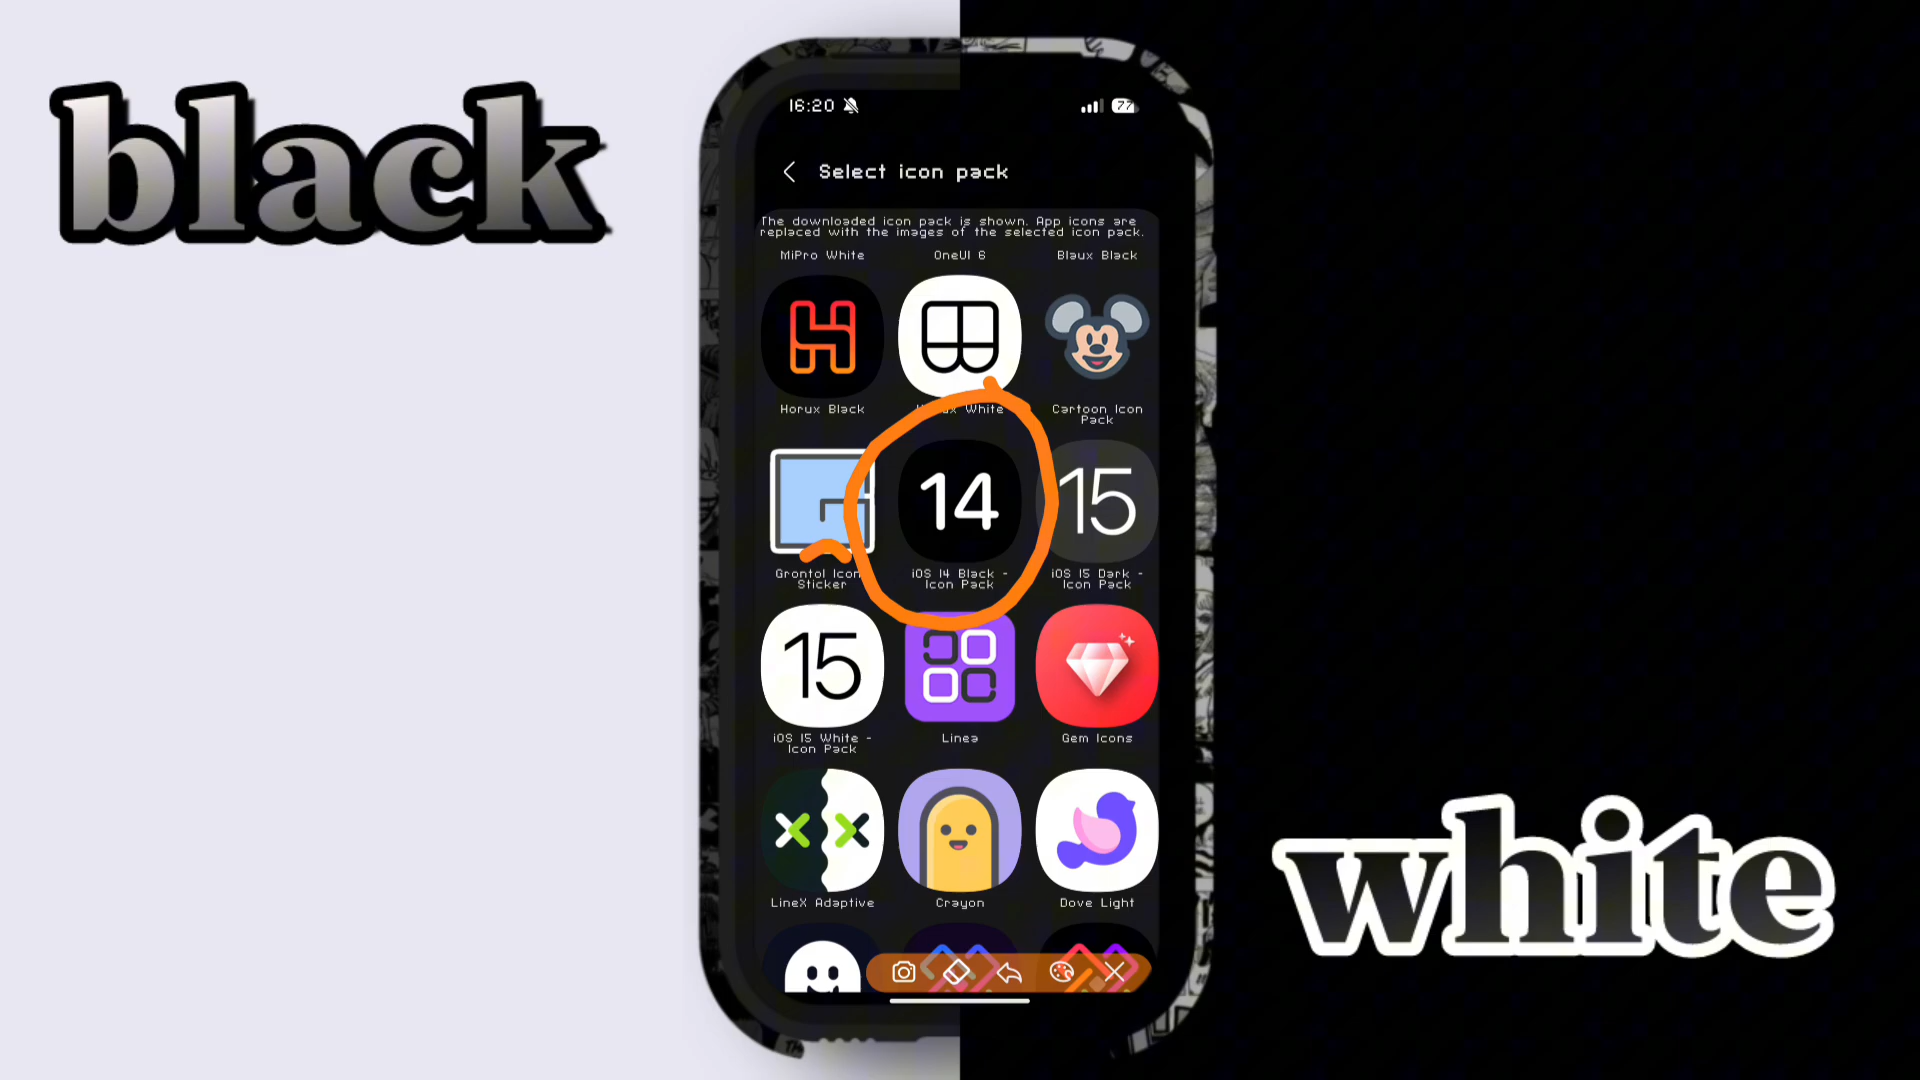 black
16:20
77
Select icon pack
The downloaded icon pack is shown. App icons are
replaced with the images of the selected icon pack.
MiPro White
OneUI 6
Blaux Black
Horux Black
Horux White
Cartoon Icon
Pack
14
15
Grontol Icon
Sticker
iOS 14 Black -
Icon Pack
iOS 15 Dark -
Icon Pack
15
iOS 15 White -
Icon Pack
Linea
Gem Icons
LineX Adaptive
Crayon
Dove Light
white